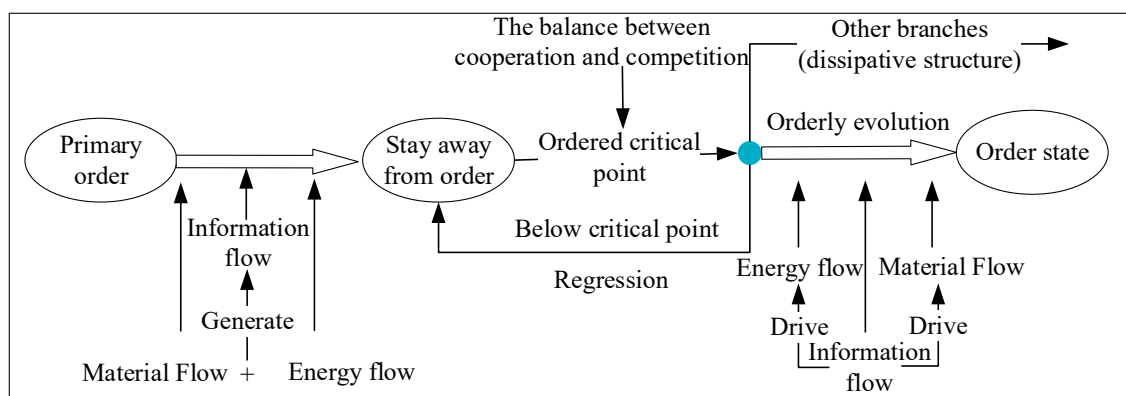 The balance between
cooperation and competition
Other branches
(dissipative structure)
Primary
order
Stay away
from order
Ordered critical
point
Orderly evolution
Order state
Information
flow
Generate
Material Flow + Energy flow
Below critical point
Regression
Energy flow
Material Flow
Drive
Drive
Information
flow